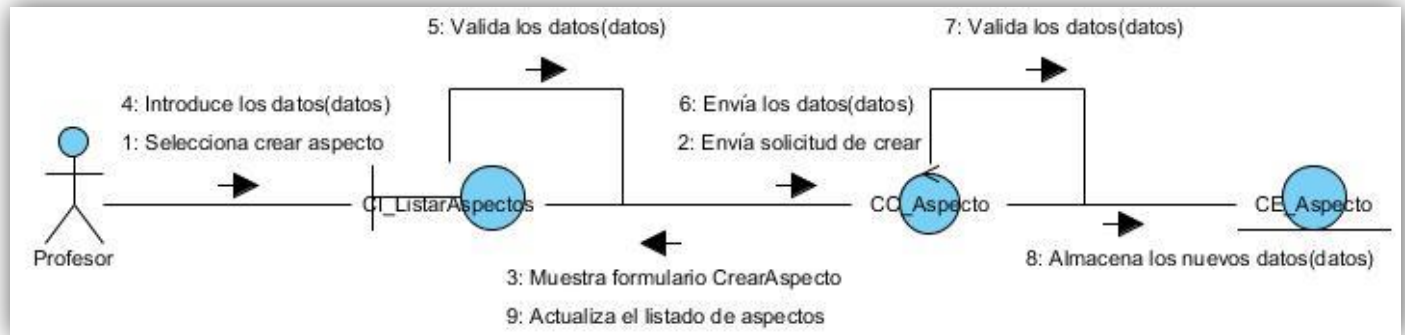 5: Valida los datos(datos)
7: Valida los datos(datos)
4: Introduce los datos(datos)
1: Selecciona crear aspecto
6: Envía los datos(datos)
2: Envía solicitud de crear
Profesor
CI_ListarAspectos
CC_Aspecto
CE_Aspecto
3: Muestra formulario CrearAspecto
9: Actualiza el listado de aspectos
8: Almacena los nuevos datos(datos)